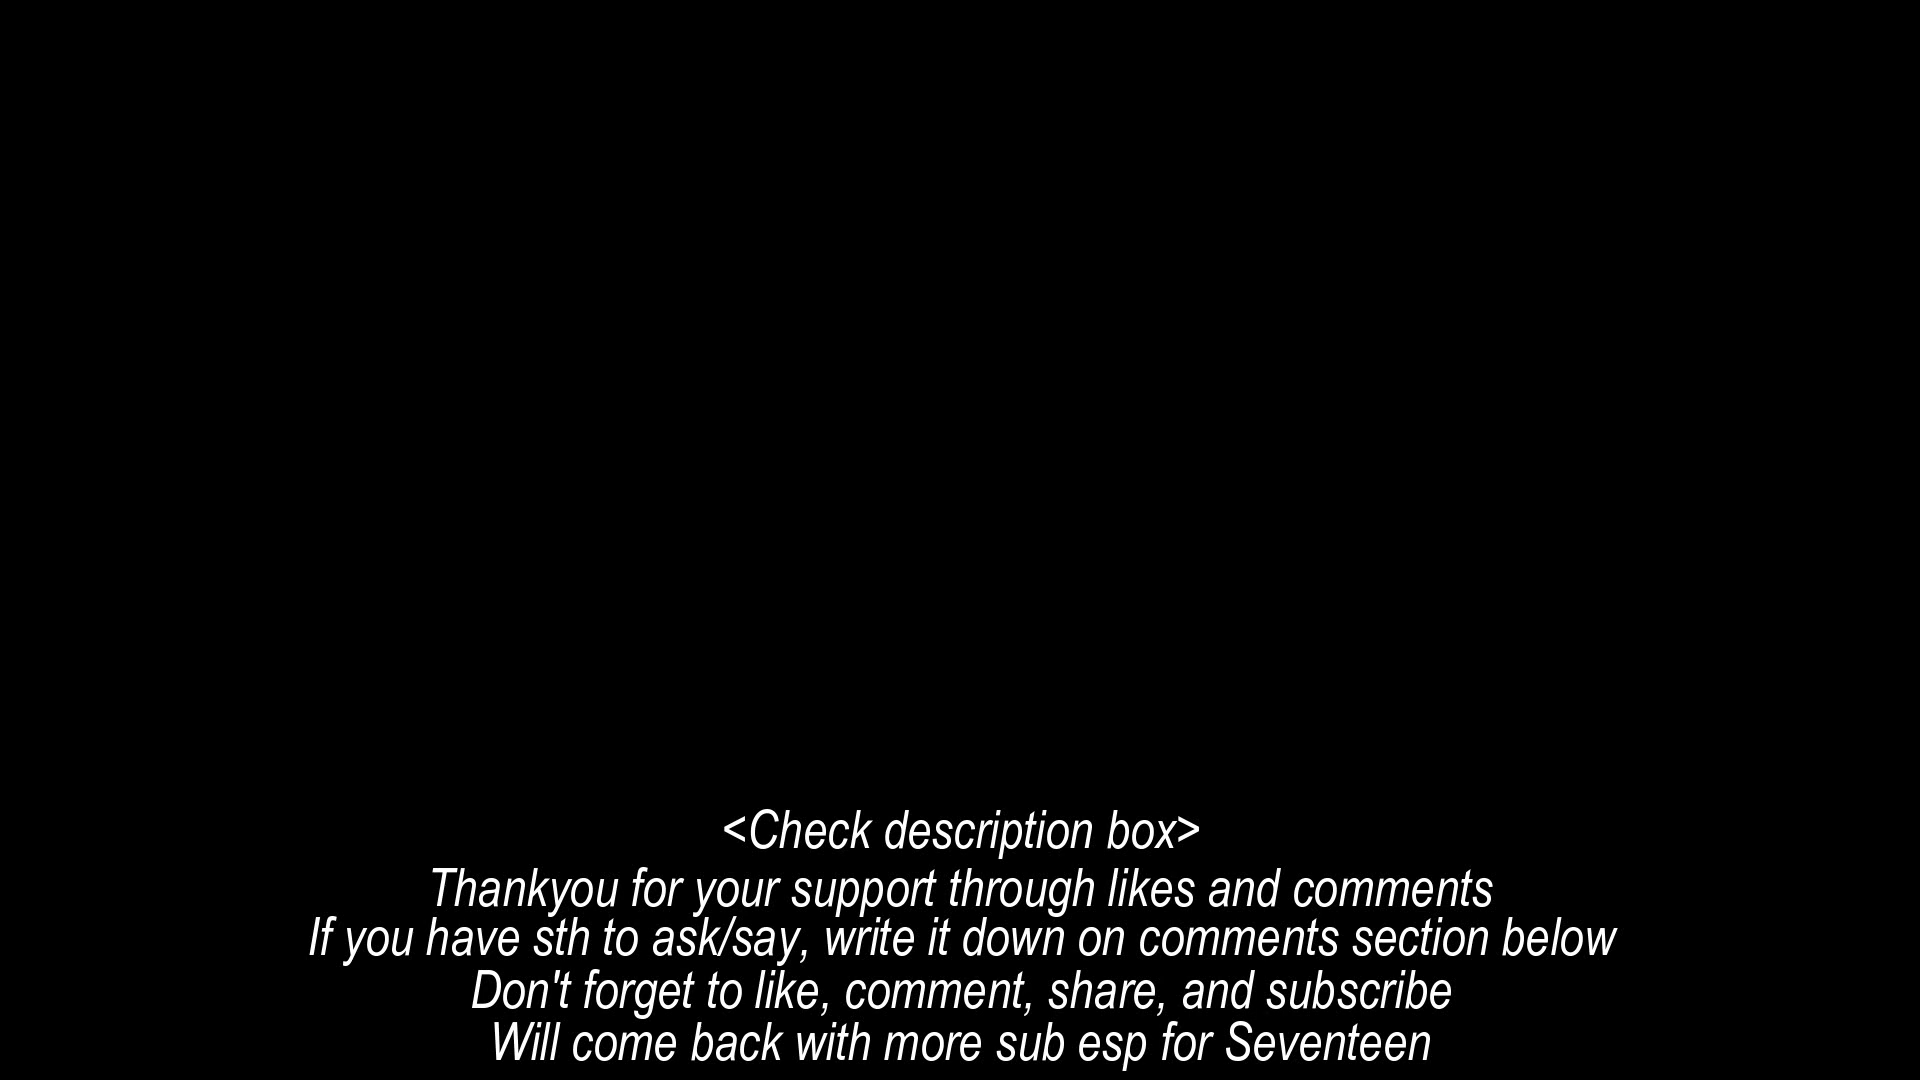 <Check description box>
Thankyou for your support through likes and comments
If you have sth to ask/say, write it down on comments section below
Don't forget to like, comment, share, and subscribe
Will come back with more sub esp for Seventeen